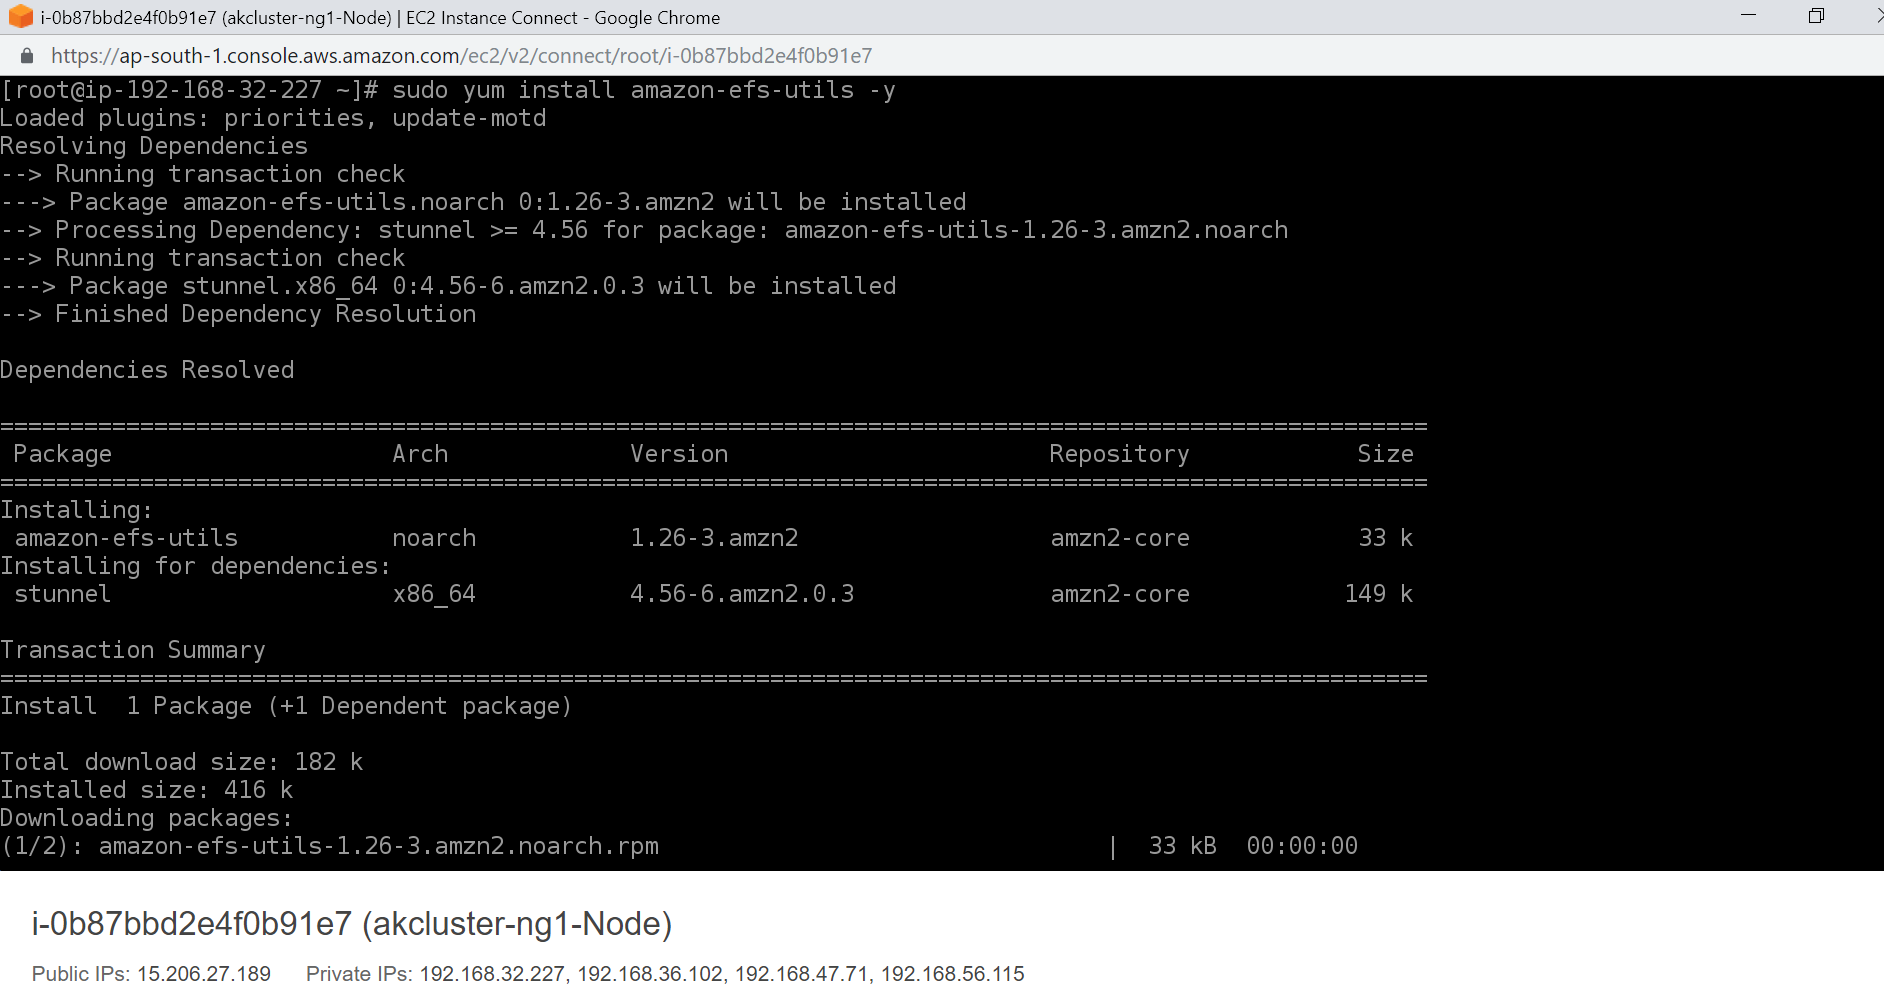 i-0b87bbd2e4f0b91e7 (akcluster-ng1-Node) | EC2 Instance Connect - Google Chrome
https://ap-south-1.console.aws.amazon.com/ec2/v2/connect/root/i-0b87bbd2e4f0b91e7
[root@ip-192-168-32-227 ~]# sudo yum install amazon-efs-utils -y
Loaded plugins: priorities, update-motd
Resolving Dependencies
--> Running transaction check
---> Package amazon-efs-utils.noarch 0:1.26-3.amzn2 will be installed
--> Processing Dependency: stunnel >= 4.56 for package: amazon-efs-utils-1.26-3.amzn2.noarch
--> Running transaction check
---> Package stunnel.x86_64 0:4.56-6.amzn2.0.3 will be installed
--> Finished Dependency Resolution
Dependencies Resolved
======================================================================================================
Package Arch Version Repository Size
======================================================================================================
Installing:
amazon-efs-utils noarch 1.26-3.amzn2 amzn2-core 33 k
Installing for dependencies:
stunnel x86_64 4.56-6.amzn2.0.3 amzn2-core 149 k
Transaction Summary
======================================================================================================
Install 1 Package (+1 Dependent package)
Total download size: 182 k
Installed size: 416 k
Downloading packages:
(1/2): amazon-efs-utils-1.26-3.amzn2.noarch.rpm | 33 kB 00:00:00
i-0b87bbd2e4f0b91e7 (akcluster-ng1-Node)
Public IPs: 15.206.27.189 Private IPs: 192.168.32.227, 192.168.36.102, 192.168.47.71, 192.168.56.115